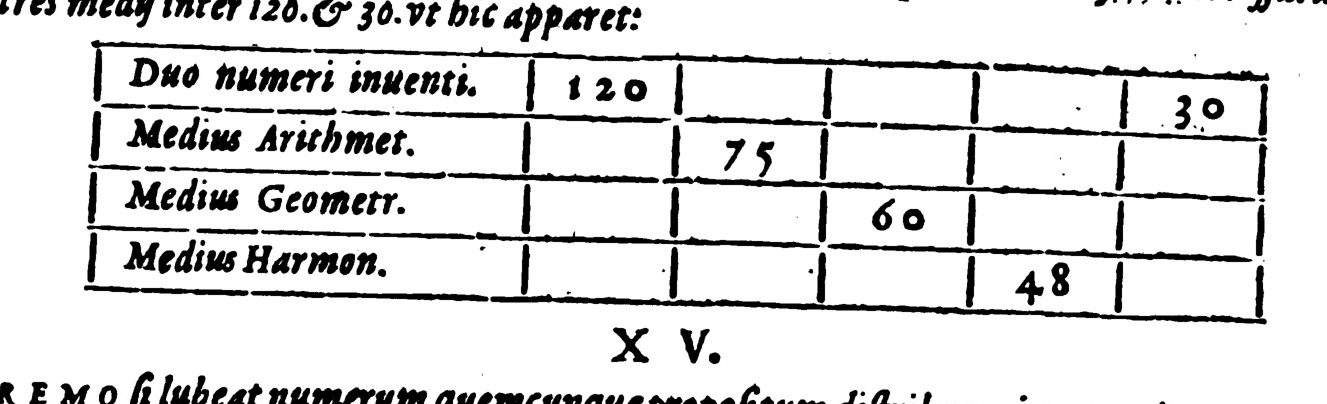 tres medij inter 120. & 30. vt hic apparet:
Duo numeri inuenti. 120 30
Medius Arithmet. 75
Medius Geometr. 60
Medius Harmon. 48
X V.
REMO si lubeat numerum quemcunque propositum